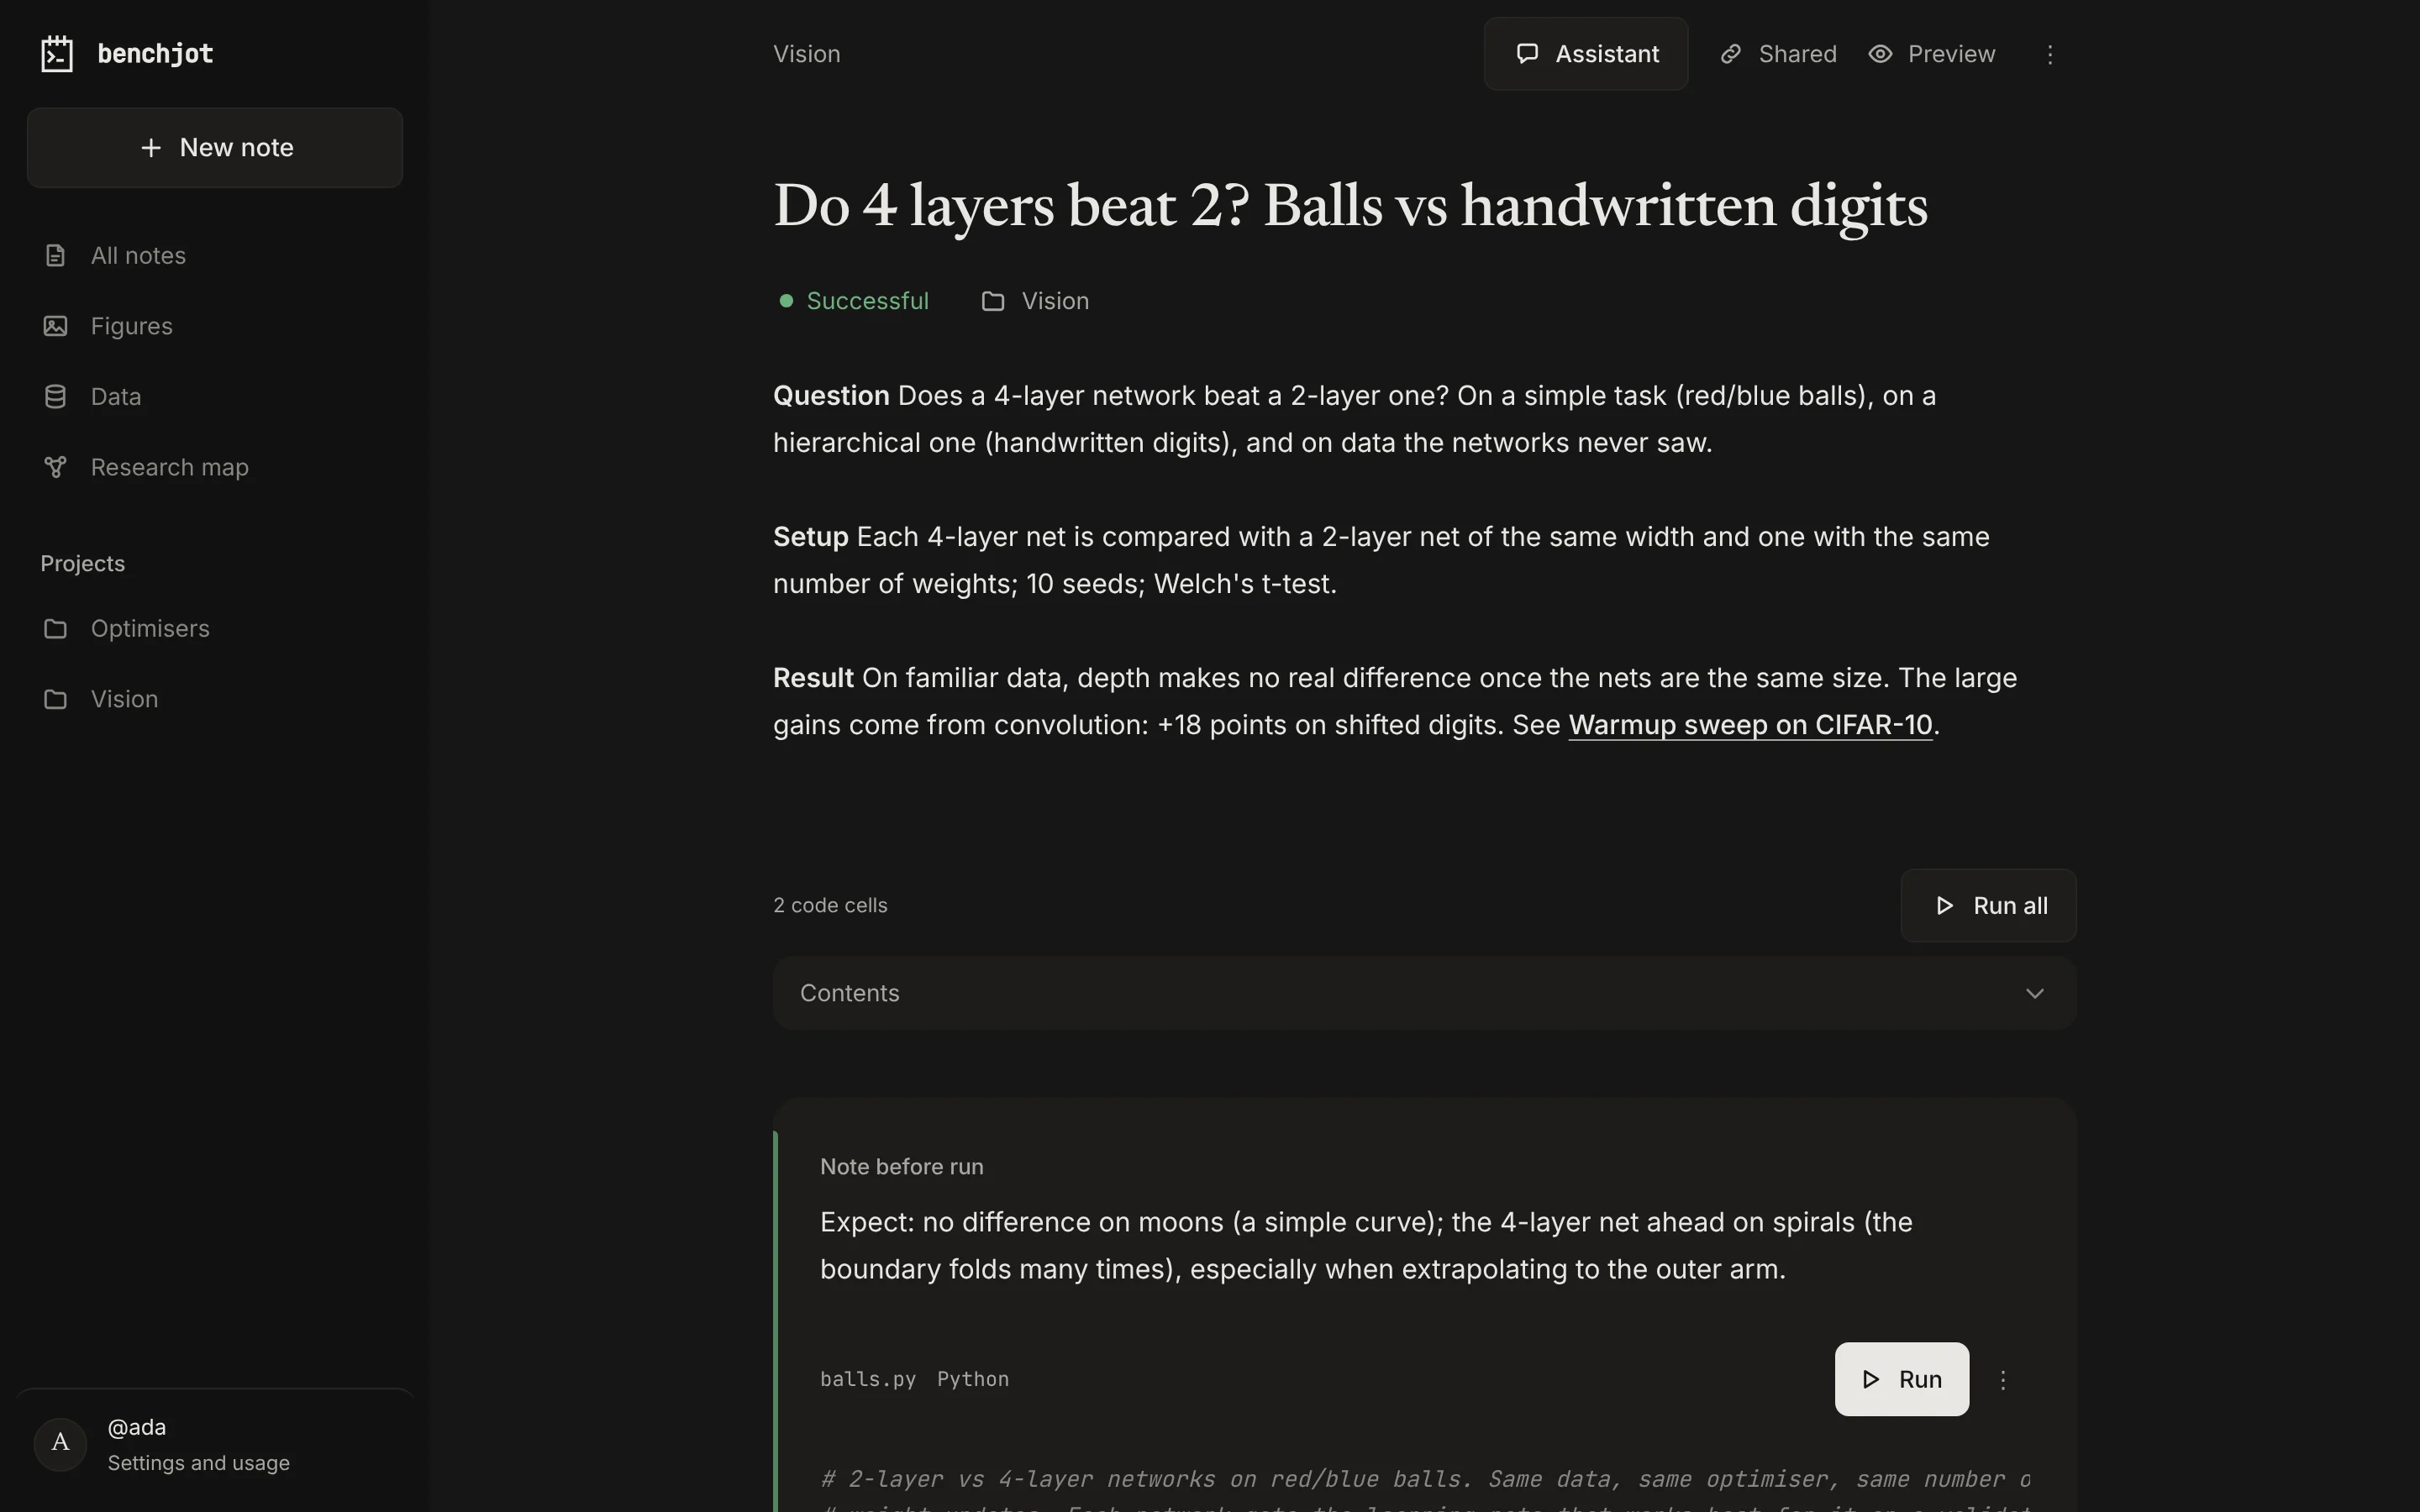 benchjot
New note
All notes
Figures
Data
Research map
Projects
Optimisers
Vision
A
@ada
Settings and usage
Vision
Assistant
Shared
Preview
Do 4 layers beat 2? Balls vs handwritten digits
Successful
Vision
Question Does a 4-layer network beat a 2-layer one? On a simple task (red/blue balls), on a
hierarchical one (handwritten digits), and on data the networks never saw.
Setup Each 4-layer net is compared with a 2-layer net of the same width and one with the same
number of weights; 10 seeds; Welch's t-test.
Result On familiar data, depth makes no real difference once the nets are the same size. The large
gains come from convolution: +18 points on shifted digits. See Warmup sweep on CIFAR-10.
2 code cells
Run all
Contents
Note before run
Expect: no difference on moons (a simple curve); the 4-layer net ahead on spirals (the
boundary folds many times), especially when extrapolating to the outer arm.
balls.py Python
Run
# 2-layer vs 4-layer networks on red/blue balls. Same data, same optimiser, same number o